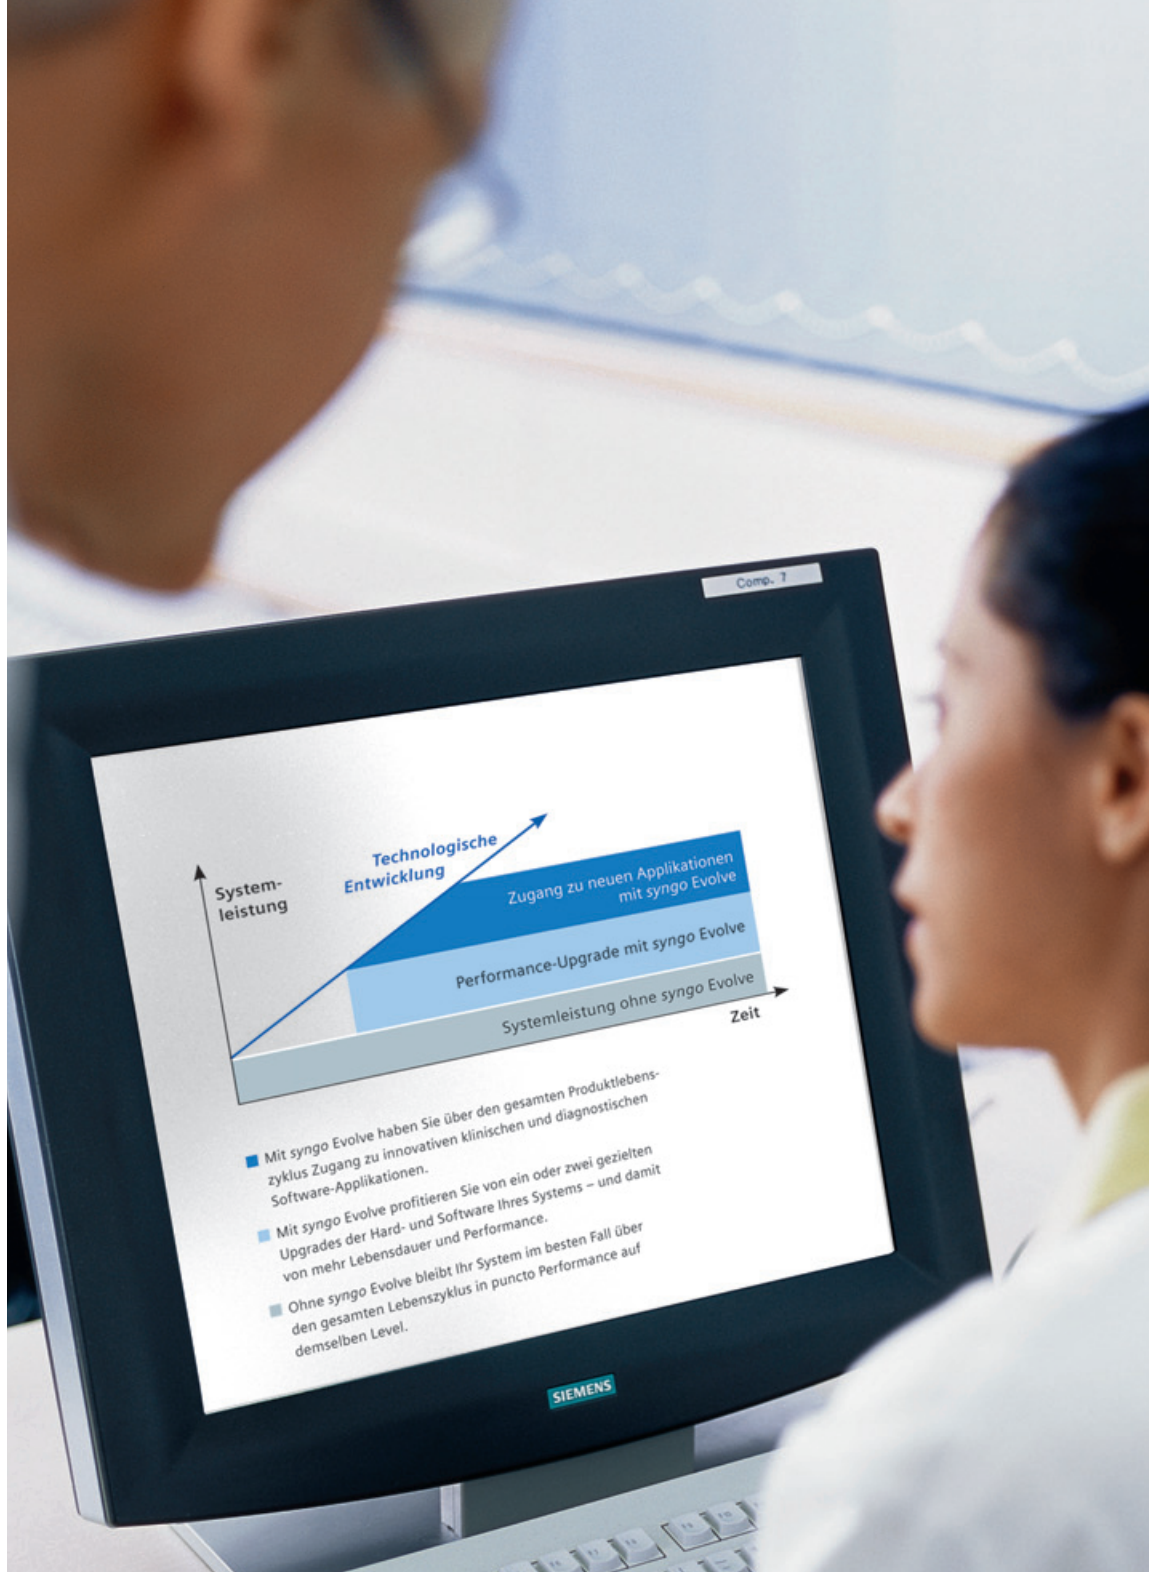 Comp. 7
Technologische
Entwicklung
System-
leistung
Zugang zu neuen Applikationen
mit syngo Evolve
Performance-Upgrade mit syngo Evolve
Systemleistung ohne syngo Evolve
Zeit
Mit syngo Evolve haben Sie über den gesamten Produktlebens-
zyklus Zugang zu innovativen klinischen und diagnostischen
Software-Applikationen.
Mit syngo Evolve profitieren Sie von ein oder zwei gezielten
Upgrades der Hard- und Software Ihres Systems – und damit
von mehr Lebensdauer und Performance.
Ohne syngo Evolve bleibt Ihr System im besten Fall über
den gesamten Lebenszyklus in puncto Performance auf
demselben Level.
SIEMENS